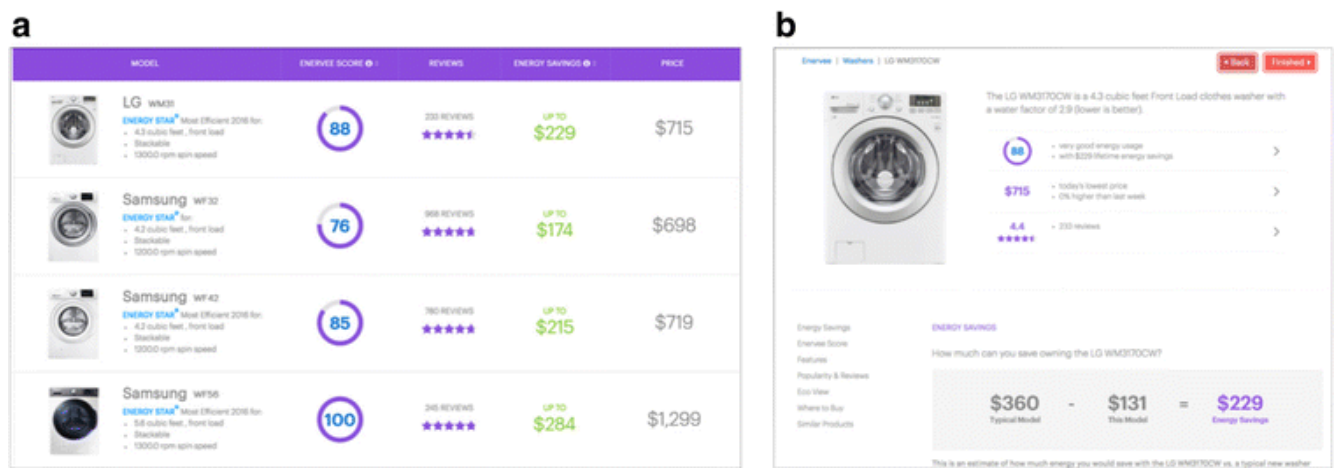 a
MODEL ENERVEE SCORE REVIEWS ENERGY SAVINGS PRICE
LG WM31
ENERGY STAR® Most Efficient 2016 for:
4.3 cubic feet, front load
Stackable
1300.0 rpm spin speed
88
233 REVIEWS
UP TO
$229
$715
Samsung WF32
ENERGY STAR® for:
4.2 cubic feet, front load
Stackable
1200.0 rpm spin speed
76
968 REVIEWS
UP TO
$174
$698
Samsung WF42
ENERGY STAR® Most Efficient 2016 for:
4.2 cubic feet, front load
Stackable
1200.0 rpm spin speed
85
780 REVIEWS
UP TO
$215
$719
Samsung WF56
ENERGY STAR® Most Efficient 2016 for:
5.6 cubic feet, front load
Stackable
1300.0 rpm spin speed
100
245 REVIEWS
UP TO
$284
$1,299
b
Enervee | Washers | LG WM3170CW
Back
Finished
The LG WM3170CW is a 4.3 cubic feet Front Load clothes washer with
a water factor of 2.9 (lower is better).
88
very good energy usage
with $229 lifetime energy savings
$715
today's lowest price
0% higher than last week
4.4
233 reviews
Energy Savings
Enervee Score
Features
Popularity & Reviews
Eco View
Where to Buy
Similar Products
ENERGY SAVINGS
How much can you save owning the LG WM3170CW?
$360 - $131 = $229
Typical Model This Model Energy Savings
This is an estimate of how much energy you would save with the LG WM3170CW vs. a typical new washer